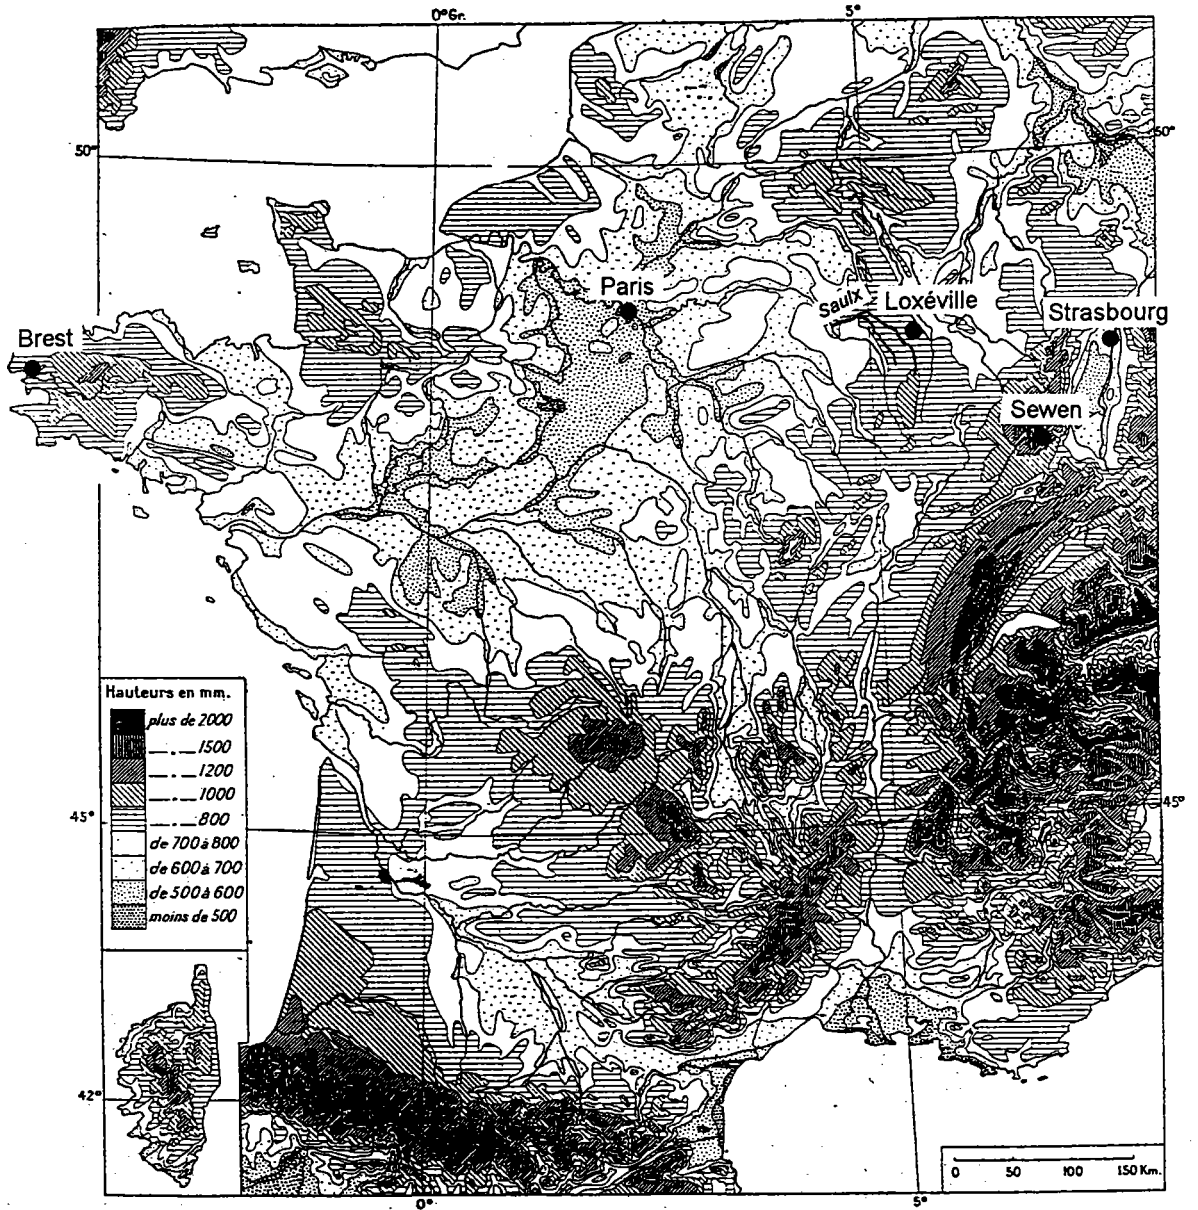 0°Gr.
5°
50°
50°
Paris
Saulx
Loxéville
Strasbourg
Brest
Sewen
Hauteurs en mm.
plus de 2000
_._ 1500
_._ 1200
_._ 1000
_._ 800
de 700 à 800
de 600 à 700
de 500 à 600
moins de 500
45°
45°
42°
0 50 100 150 Km.
0°
5°